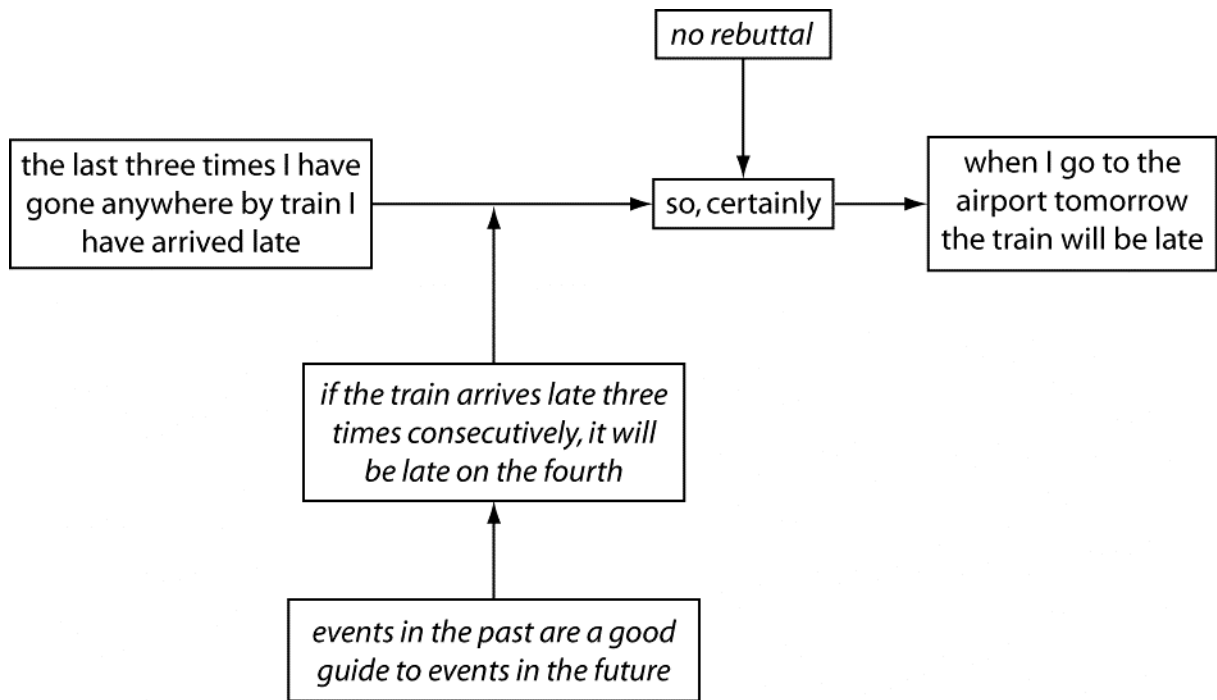 no rebuttal
the last three times I have
gone anywhere by train I
have arrived late
so, certainly
when I go to the
airport tomorrow
the train will be late
if the train arrives late three
times consecutively, it will
be late on the fourth
events in the past are a good
guide to events in the future